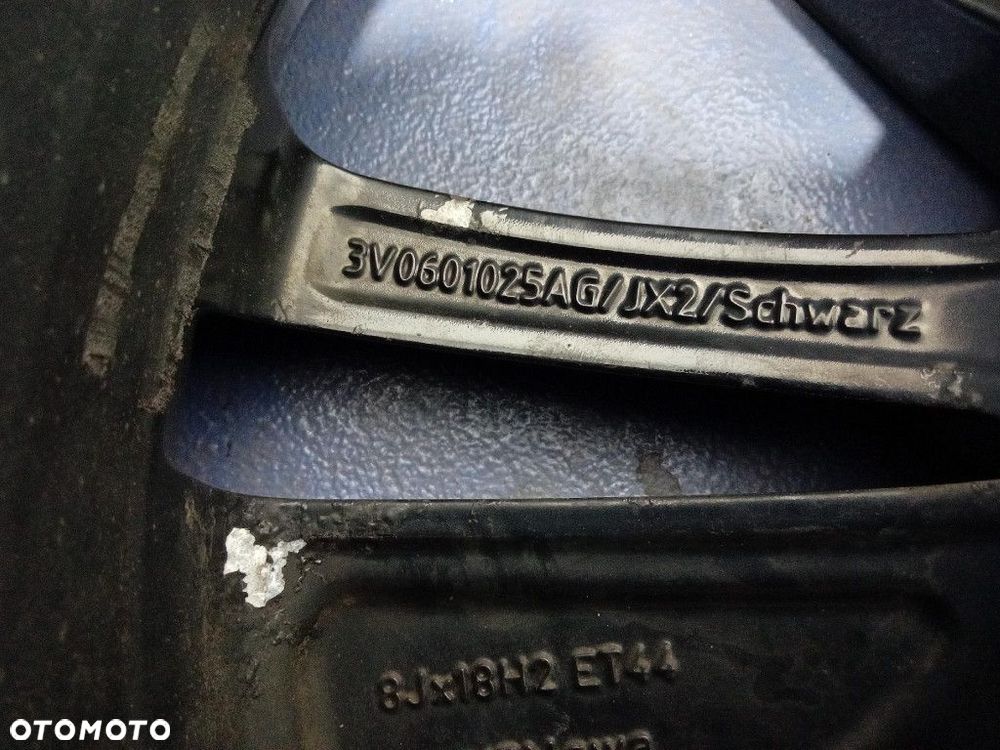 3V0601025AG/JX2/Schwarz
8Jx18H2 ET44
OTOMOTO